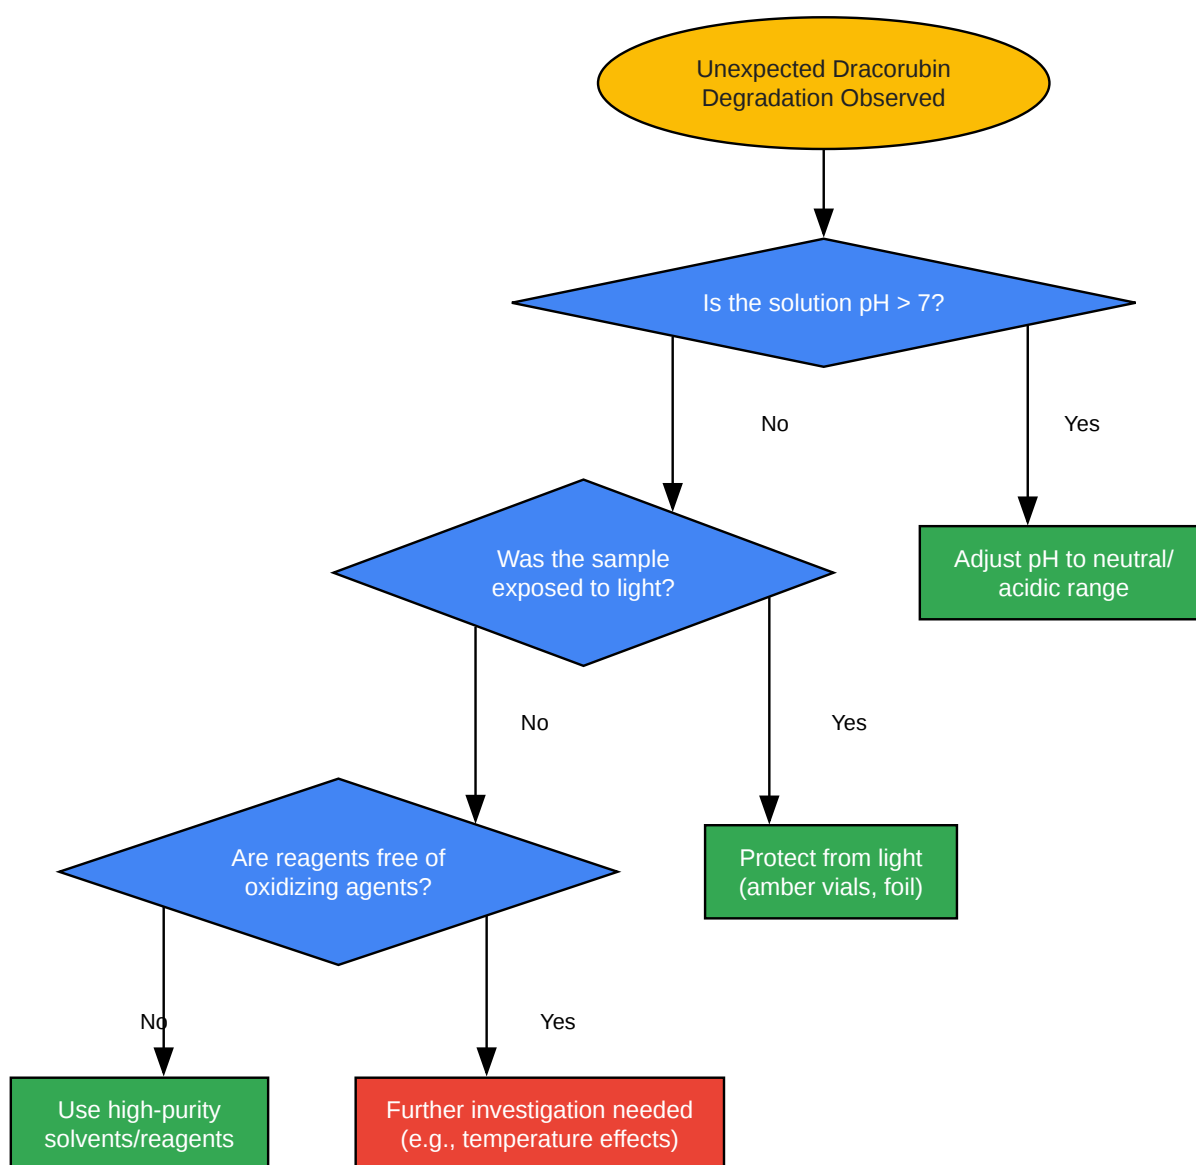 Unexpected Dracorubin
Degradation Observed
Is the solution pH > 7?
No
Yes
Was the sample
exposed to light?
Adjust pH to neutral/
acidic range
No
Yes
Are reagents free of
oxidizing agents?
Protect from light
(amber vials, foil)
No
Yes
Use high-purity
solvents/reagents
Further investigation needed
(e.g., temperature effects)